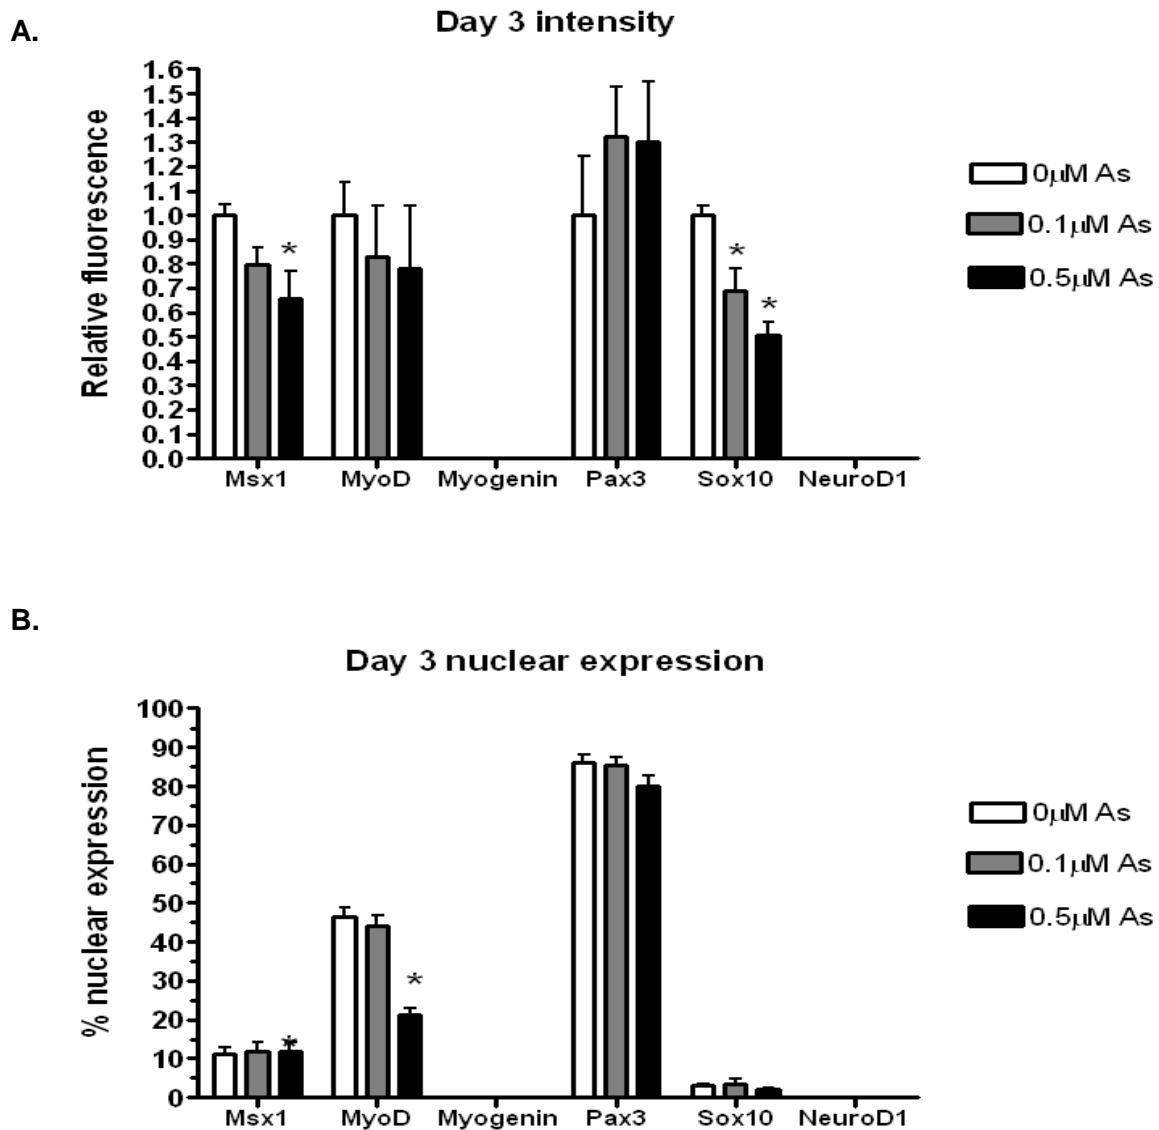 A.
Day 3 intensity
Relative fluorescence
1.6
1.5
1.4
1.3
1.2
1.1
1.0
0.9
0.8
0.7
0.6
0.5
0.4
0.3
0.2
0.1
0.0
*
*
*
Msx1 MyoD Myogenin Pax3 Sox10 NeuroD1
0µM As
0.1µM As
0.5µM As
B.
Day 3 nuclear expression
% nuclear expression
100
90
80
70
60
50
40
30
20
10
0
*
*
Msx1 MyoD Myogenin Pax3 Sox10 NeuroD1
0µM As
0.1µM As
0.5µM As